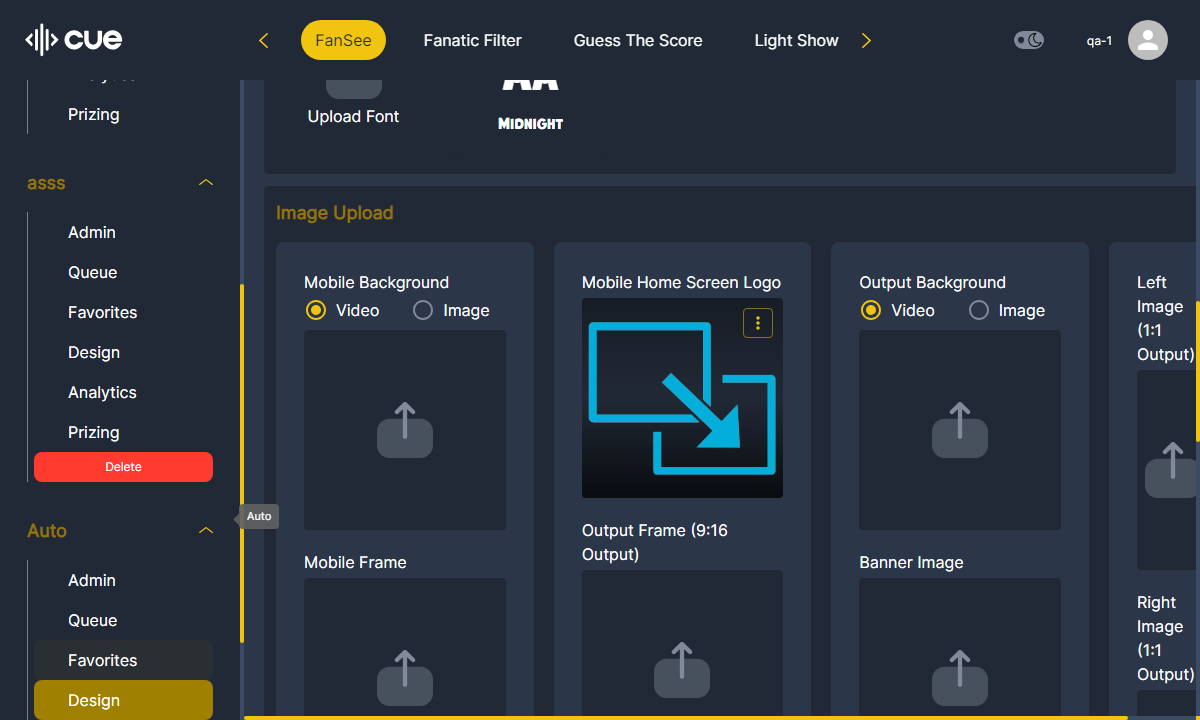 cue
FanSee
Fanatic Filter
Guess The Score
Light Show
qa-1
Prizing
asss
Admin
Queue
Favorites
Design
Analytics
Prizing
Delete
Auto
Admin
Queue
Favorites
Design
Auto
Upload Font
MIDNIGHT
Image Upload
Mobile Background
Video
Image
Mobile Frame
Mobile Home Screen Logo
Output Frame (9:16
Output)
Output Background
Video
Image
Banner Image
Left
Image
(1:1
Output)
Right
Image
(1:1
Output)